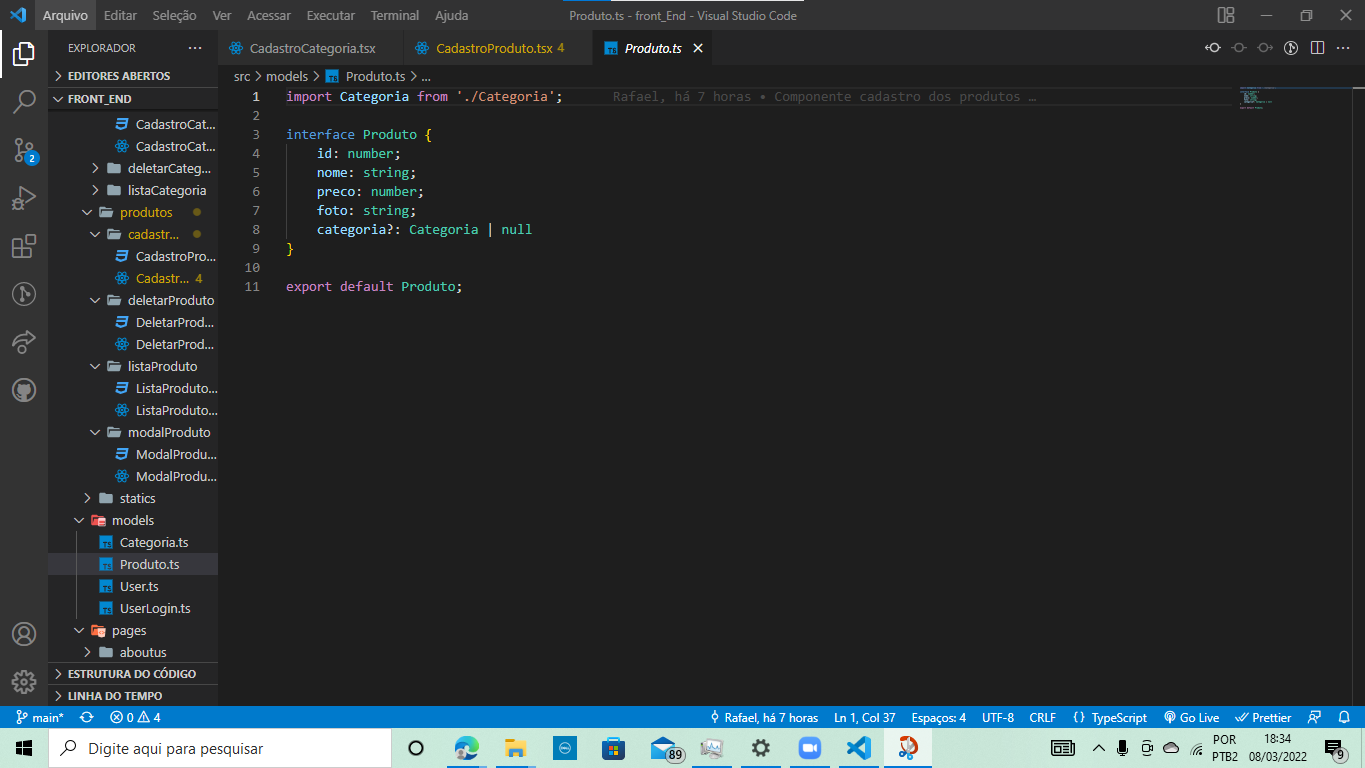 Arquivo Editar Seleção Ver Acessar Executar Terminal Ajuda Produto.ts - front_End - Visual Studio Code
EXPLORADOR ...
CadastroCategoria.tsx CadastroProduto.tsx 4 Produto.ts
EDITORES ABERTOS
src > models > Produto.ts > ...
FRONT_END
CadastroCat...
CadastroCat...
deletarCateg...
listaCategoria
produtos
cadastr...
CadastroPro...
Cadastr... 4
deletarProduto
DeletarProd...
DeletarProd...
listaProduto
ListaProduto...
ListaProduto...
modalProduto
ModalProdu...
ModalProdu...
statics
models
Categoria.ts
Produto.ts
User.ts
UserLogin.ts
pages
aboutus
ESTRUTURA DO CÓDIGO
LINHA DO TEMPO
2
1 import Categoria from './Categoria'; Rafael, há 7 horas • Componente cadastro dos produtos …
2
3 interface Produto {
4 id: number;
5 nome: string;
6 preco: number;
7 foto: string;
8 categoria?: Categoria | null
9 }
10
11 export default Produto;
main* 0 4 Rafael, há 7 horas Ln 1, Col 37 Espaços: 4 UTF-8 CRLF {} TypeScript Go Live Prettier
Digite aqui para pesquisar
DELL
89
POR
PTB2
18:34
08/03/2022
9